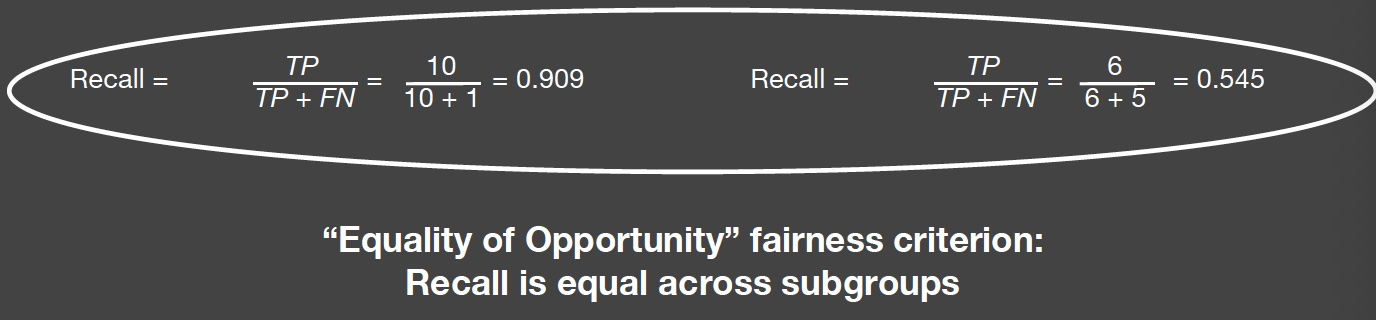 Recall = TP / TP + FN = 10 / 10 + 1 = 0.909 Recall = TP / TP + FN = 6 / 6 + 5 = 0.545
“Equality of Opportunity” fairness criterion:
Recall is equal across subgroups